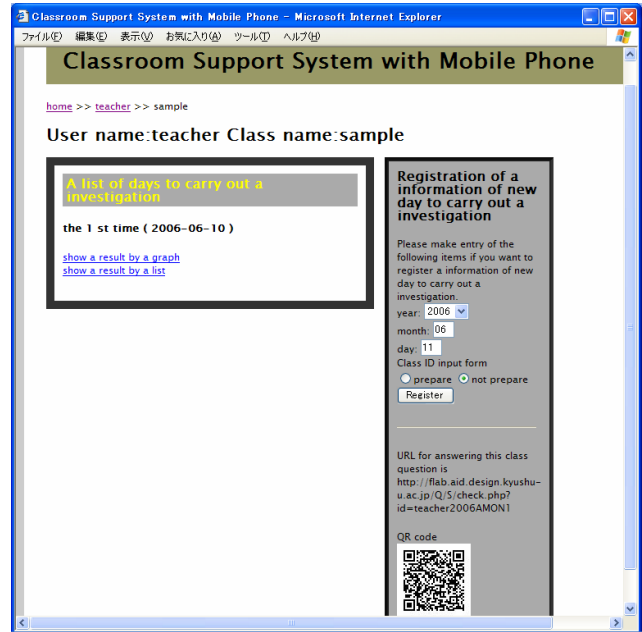 Classroom Support System with Mobile Phone - Microsoft Internet Explorer
ファイル(F) 編集(E) 表示(V) お気に入り(A) ツール(T) ヘルプ(H)
Classroom Support System with Mobile Phone
home >> teacher >> sample
User name:teacher Class name:sample
A list of days to carry out a
investigation
the 1 st time ( 2006-06-10 )
show a result by a graph
show a result by a list
Registration of a
information of new
day to carry out a
investigation
Please make entry of the
following items if you want to
register a information of new
day to carry out a
investigation.
year: 2006
month: 06
day: 11
Class ID input form
prepare not prepare
Register
URL for answering this class
question is
http://flab.aid.design.kyushu-
u.ac.jp/Q/S/check.php?
id=teacher2006AMON1
QR code